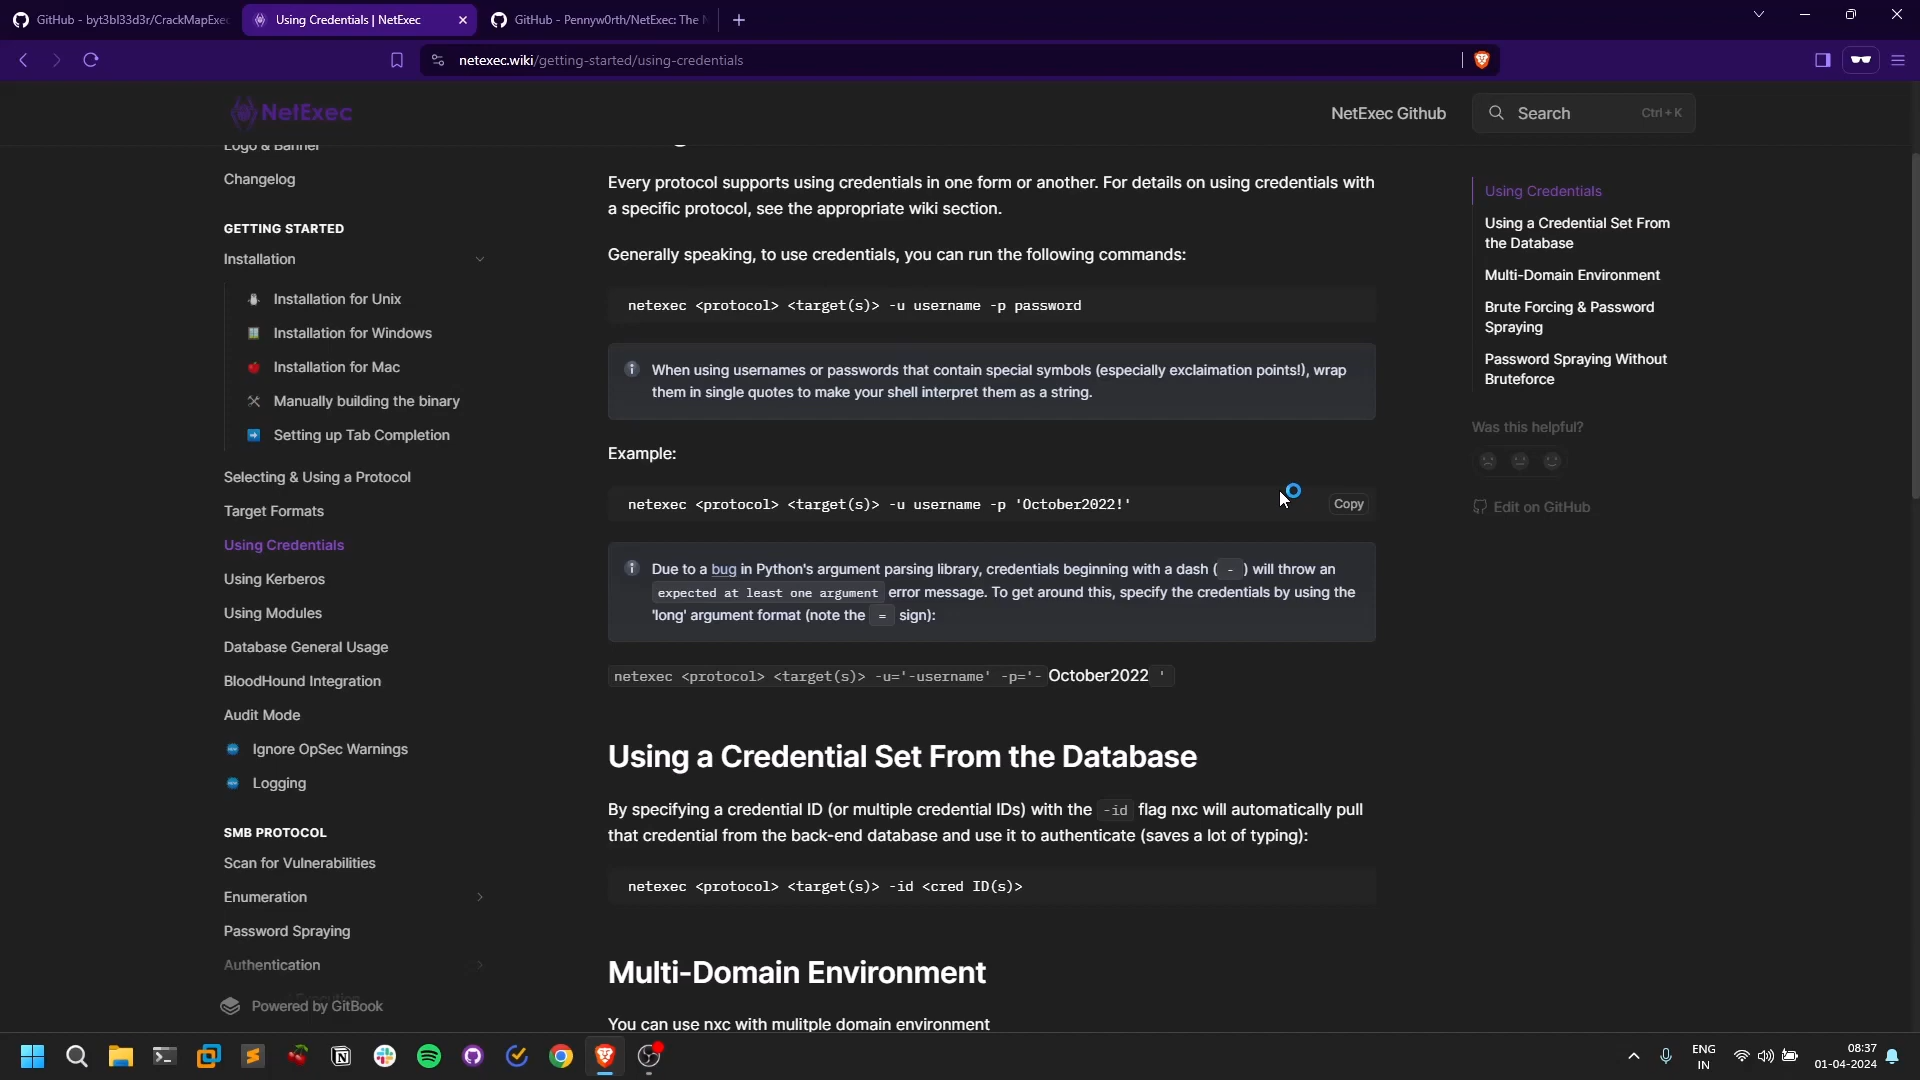 GitHub - byt3bl33d3r/CrackMapExec
Using Credentials | NetExec
GitHub - Pennyw0rth/NetExec: The N
netexec.wiki/getting-started/using-credentials
NetExec
NetExec Github
Search
Ctrl + K
Logo & Banner
Changelog
GETTING STARTED
Installation
Installation for Unix
Installation for Windows
Installation for Mac
Manually building the binary
Setting up Tab Completion
Selecting & Using a Protocol
Target Formats
Using Credentials
Using Kerberos
Using Modules
Database General Usage
BloodHound Integration
Audit Mode
Ignore OpSec Warnings
Logging
SMB PROTOCOL
Scan for Vulnerabilities
Enumeration
Password Spraying
Authentication
Powered by GitBook
Every protocol supports using credentials in one form or another. For details on using credentials with
a specific protocol, see the appropriate wiki section.
Generally speaking, to use credentials, you can run the following commands:
netexec <protocol> <target(s)> -u username -p password
When using usernames or passwords that contain special symbols (especially exclaimation points!), wrap
them in single quotes to make your shell interpret them as a string.
Example:
netexec <protocol> <target(s)> -u username -p 'October2022!'
Copy
Due to a bug in Python's argument parsing library, credentials beginning with a dash ( - ) will throw an
expected at least one argument error message. To get around this, specify the credentials by using the
'long' argument format (note the = sign):
netexec <protocol> <target(s)> -u='-username' -p='-October2022'
Using a Credential Set From the Database
By specifying a credential ID (or multiple credential IDs) with the -id flag nxc will automatically pull
that credential from the back-end database and use it to authenticate (saves a lot of typing):
netexec <protocol> <target(s)> -id <cred ID(s)>
Multi-Domain Environment
You can use nxc with mulitple domain environment
Using Credentials
Using a Credential Set From
the Database
Multi-Domain Environment
Brute Forcing & Password
Spraying
Password Spraying Without
Bruteforce
Was this helpful?
Edit on GitHub
ENG
IN
08:37
01-04-2024